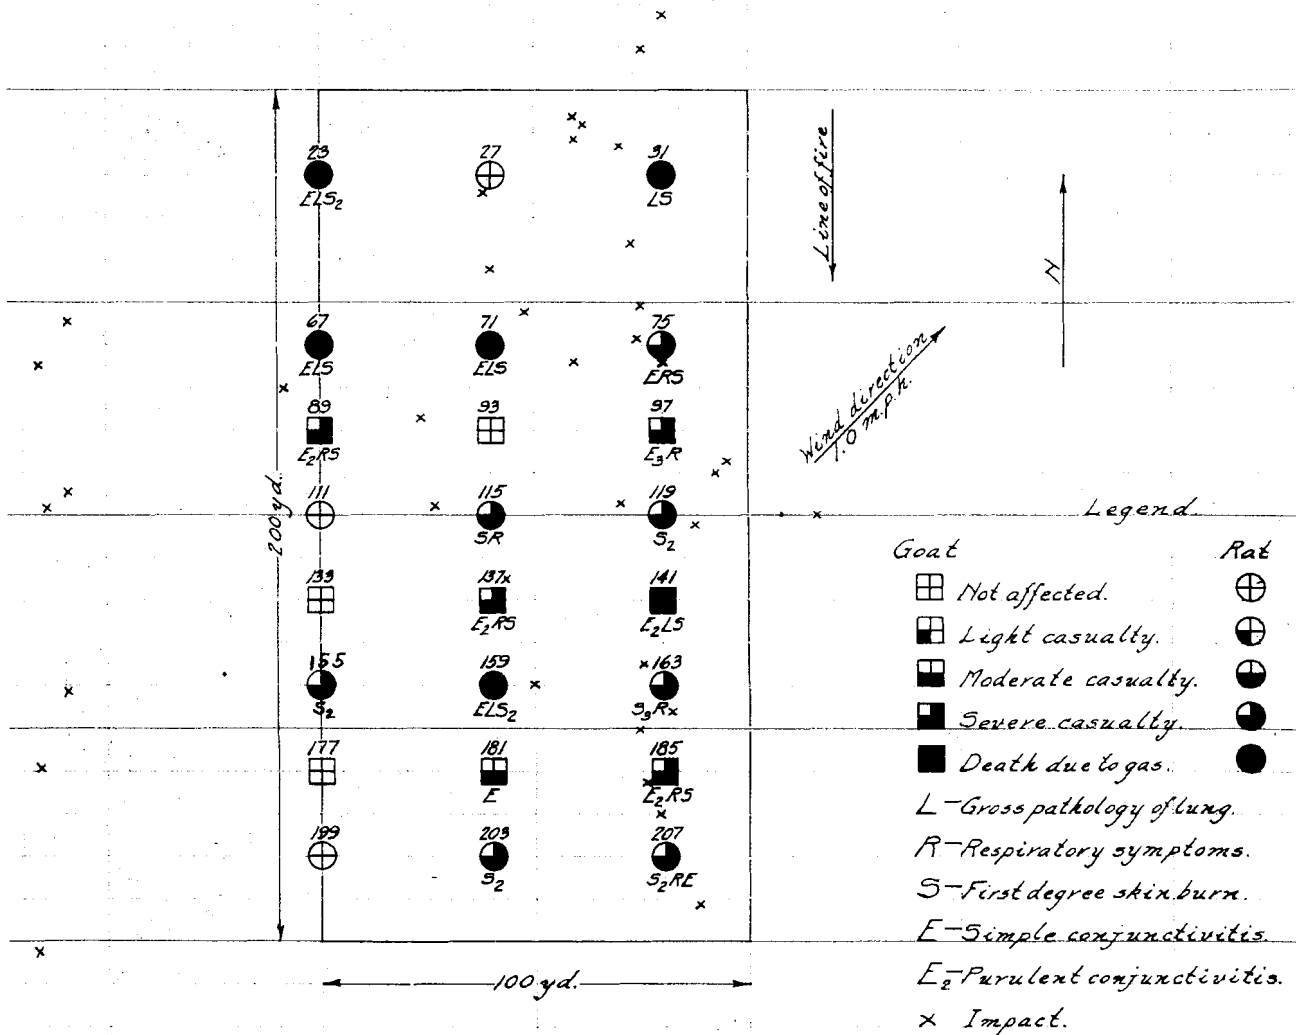 23 27 31
ELS₂ LS
Line of fire
N
67 71 75
ELS ELS ERS
Wind direction
1.0 m.p.h.
89 93 97
E₂RS E₃R
200 yd.
111 115 119
SR S₂
Legend.
Goat Rat
Not affected.
Light casualty.
Moderate casualty.
Severe casualty.
Death due to gas.
L-Gross pathology of lung.
R-Respiratory symptoms.
S-First degree skin burn.
E-Simple conjunctivitis.
E₂-Purulent conjunctivitis.
x Impact.
133 137x 141
E₂RS E₂LS
155 159 163
S₂ ELS₂ S₃Rx
177 181 185
E E₂RS
199 203 207
S₂ S₂RE
100 yd.